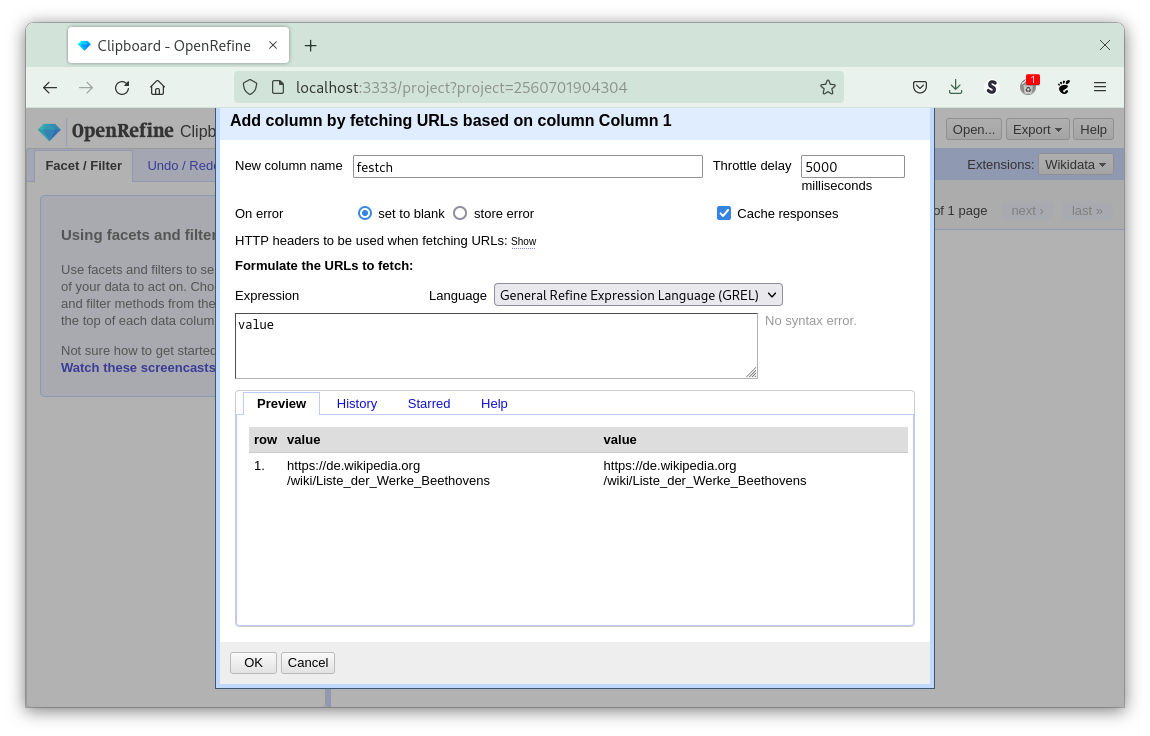 Clipboard - OpenRefine
localhost:3333/project?project=2560701904304
1
OpenRefine Clipb
Open...
Export
Help
Facet / Filter
Undo / Redo
Extensions:
Wikidata
of 1 page
next ›
last »
Using facets and filter
Use facets and filters to se
of your data to act on. Cho
and filter methods from the
the top of each data colum
Not sure how to get started
Watch these screencasts
Add column by fetching URLs based on column Column 1
New column name
festch
Throttle delay
5000
milliseconds
On error
set to blank
store error
Cache responses
HTTP headers to be used when fetching URLs: Show
Formulate the URLs to fetch:
Expression
Language
General Refine Expression Language (GREL)
value
No syntax error.
Preview
History
Starred
Help
row value value
1. https://de.wikipedia.org https://de.wikipedia.org
/wiki/Liste_der_Werke_Beethovens /wiki/Liste_der_Werke_Beethovens
OK
Cancel